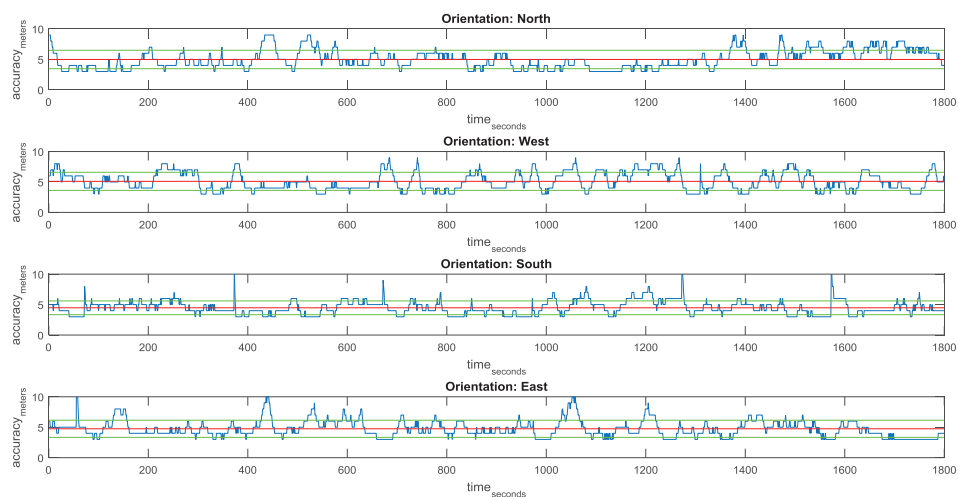 Orientation: North
10
5
0
accuracy meters
0 200 400 600 800 1000 1200 1400 1600 1800
time seconds
Orientation: West
10
5
0
accuracy meters
0 200 400 600 800 1000 1200 1400 1600 1800
time seconds
Orientation: South
10
5
0
accuracy meters
0 200 400 600 800 1000 1200 1400 1600 1800
time seconds
Orientation: East
10
5
0
accuracy meters
0 200 400 600 800 1000 1200 1400 1600 1800
time seconds